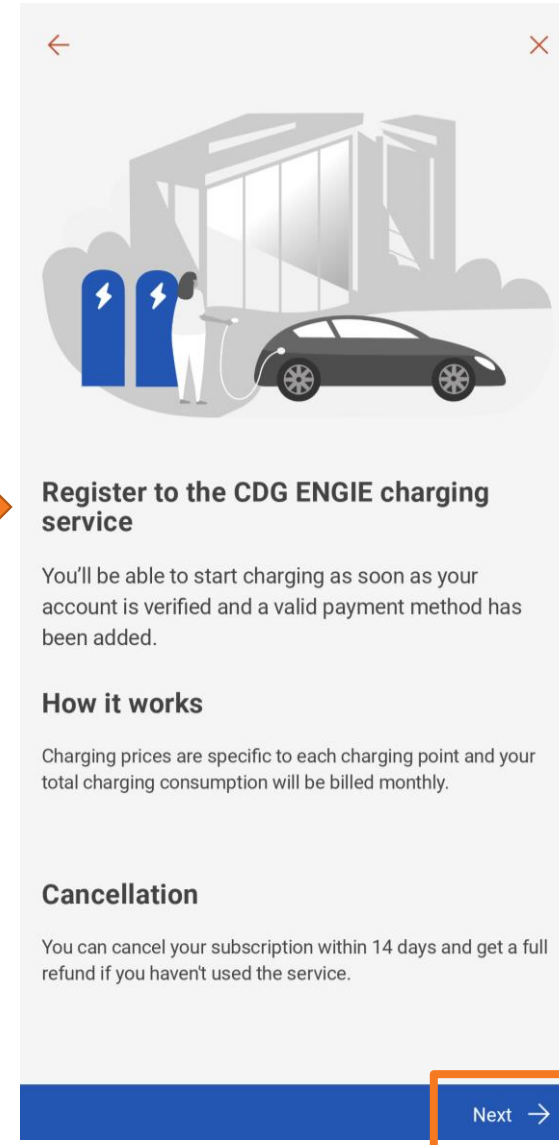 Register to the CDG ENGIE charging
service
You’ll be able to start charging as soon as your
account is verified and a valid payment method has
been added.
How it works
Charging prices are specific to each charging point and your
total charging consumption will be billed monthly.
Cancellation
You can cancel your subscription within 14 days and get a full
refund if you haven't used the service.
Next